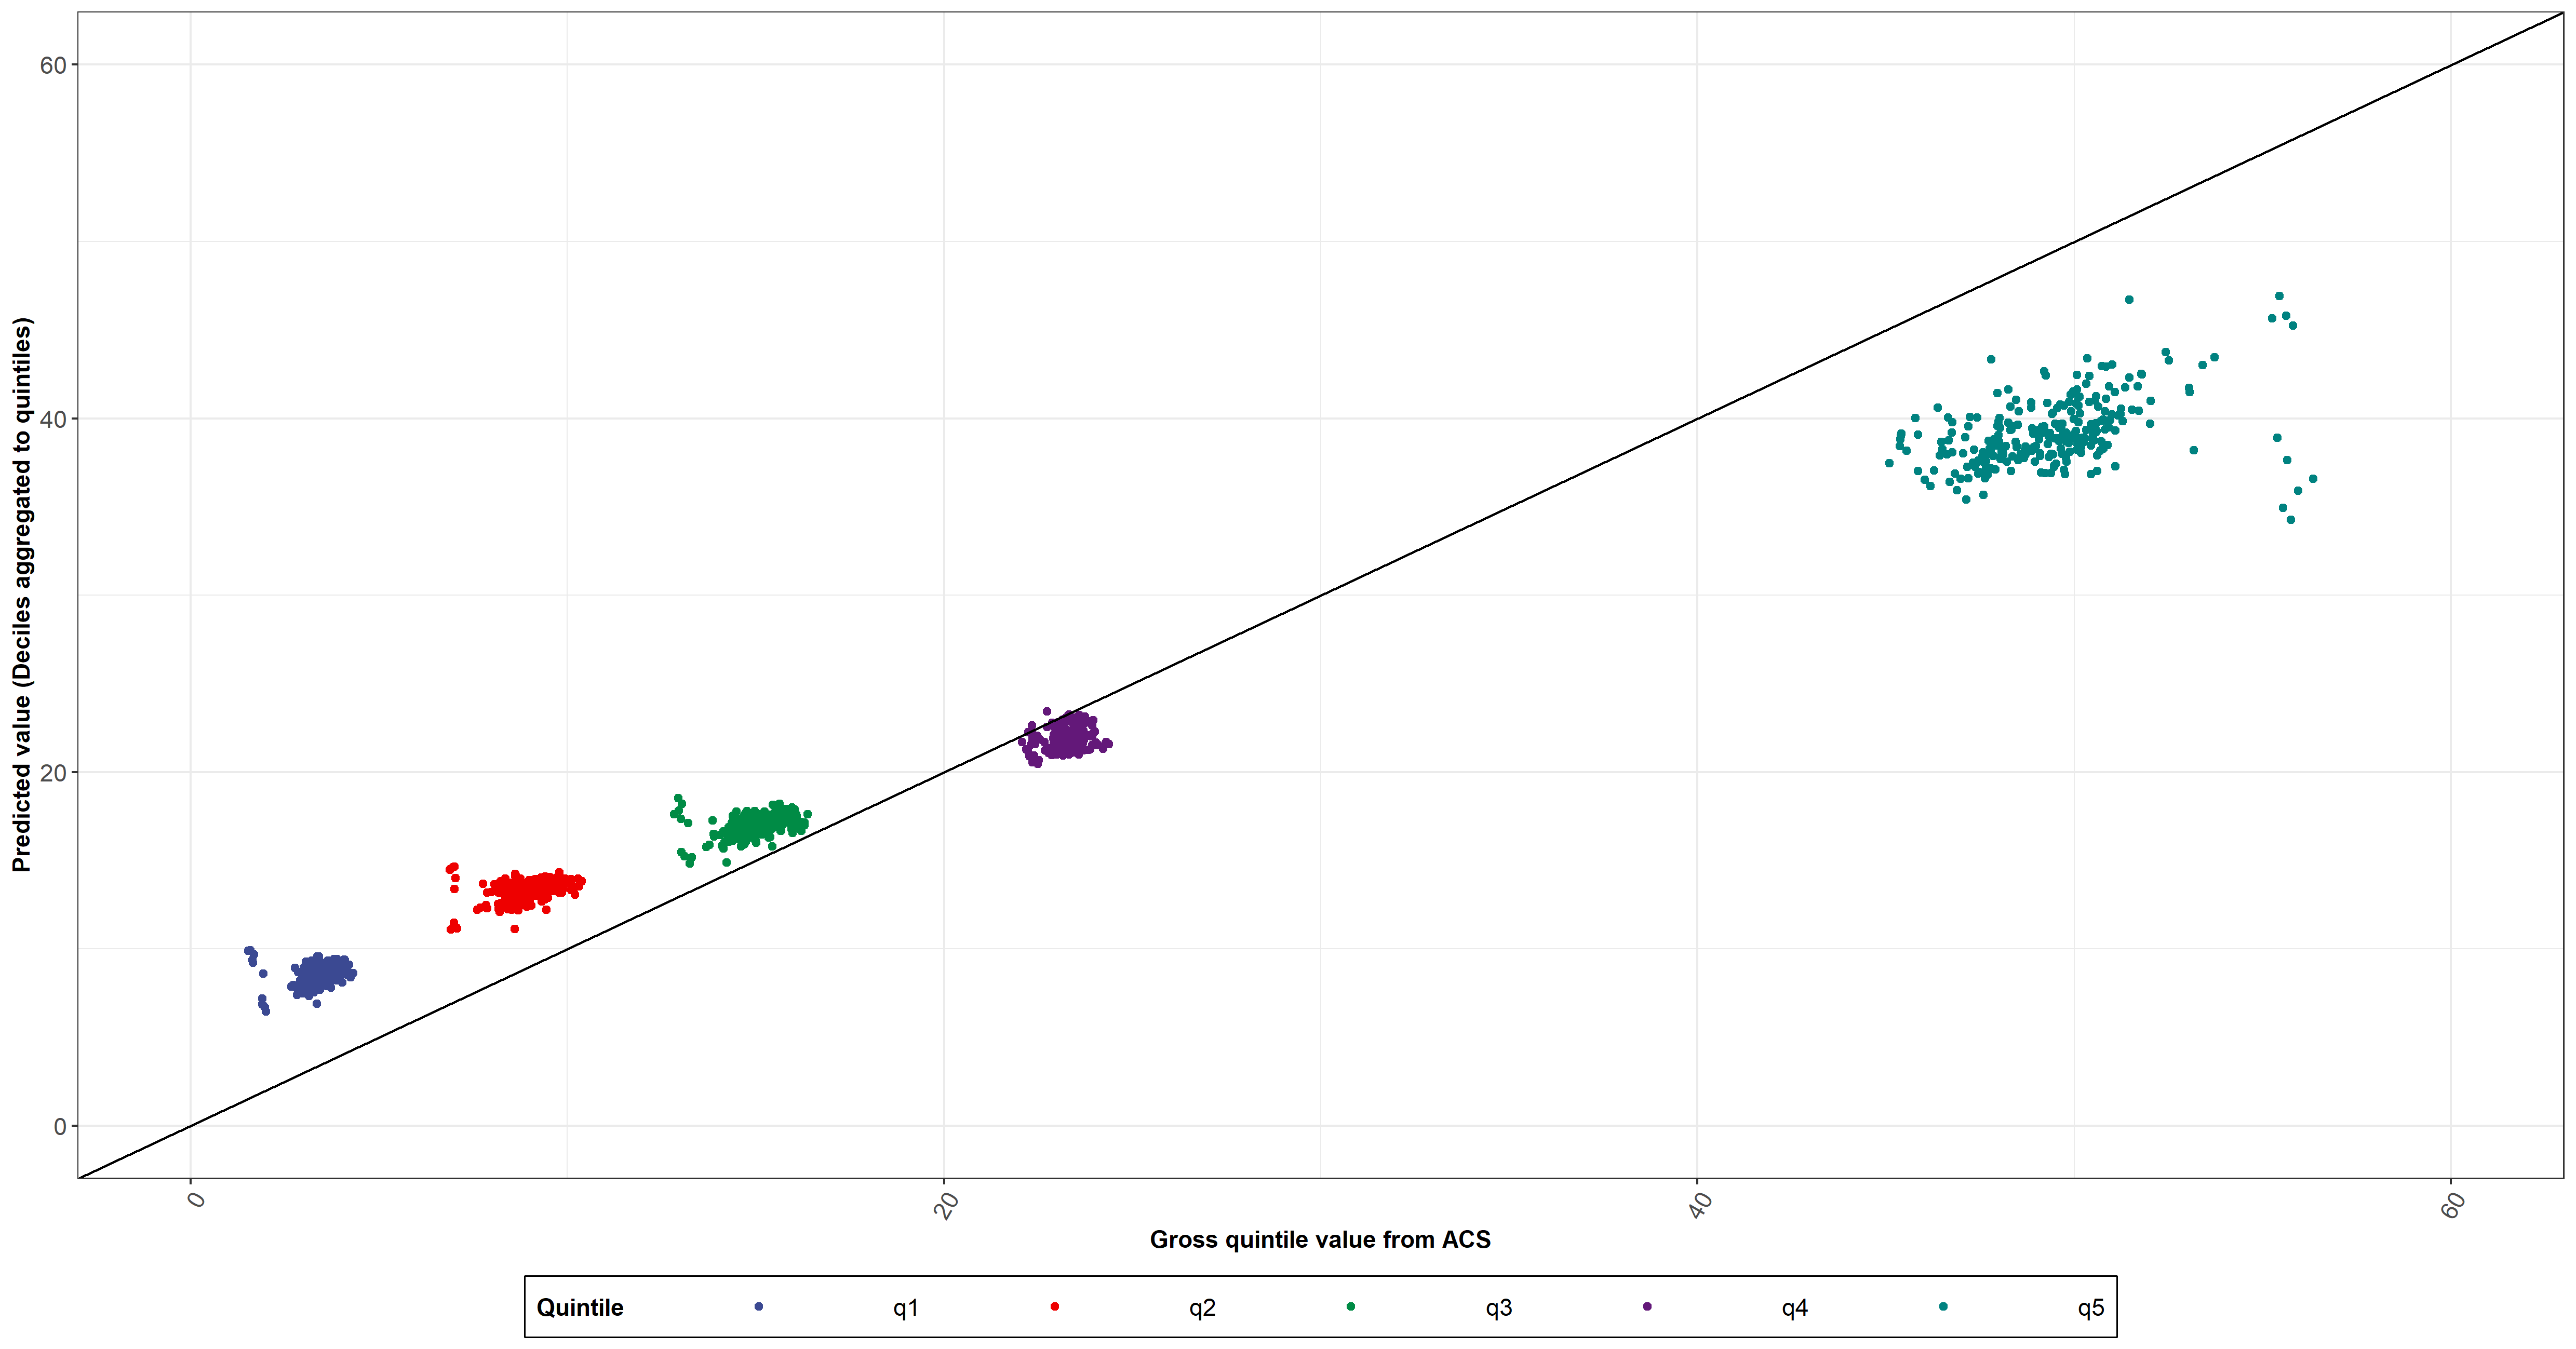 Predicted value (Deciles aggregated to quintiles)
60
40
20
0
0 20 40 60
Gross quintile value from ACS
Quintile q1 q2 q3 q4 q5